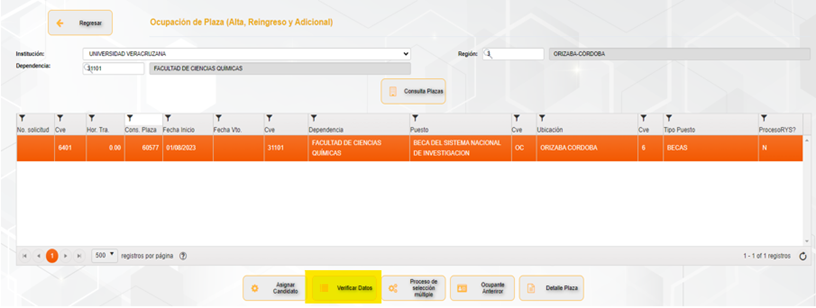 Regresar
Ocupación de Plaza (Alta, Reingreso y Adicional)
Institución: UNIVERSIDAD VERACRUZANA Región: ORIZABA-CORDOBA
Dependencia: 31101 FACULTAD DE CIENCIAS QUIMICAS
Consulta Plazas
No. solicitud Cve Hor. Tra. Cons. Plaza Fecha Inicio Fecha Vto. Cve Dependencia Puesto Cve Ubicación Cve Tipo Puesto ProcesoRYS?
6401 0.00 60577 01/08/2023 31101 FACULTAD DE CIENCIAS QUÍMICAS BECA DEL SISTEMA NACIONAL DE INVESTIGACION OC ORIZABA CORDOBA 6 BECAS N
1 500 registros por página 1 - 1 of 1 registros
Asignar Candidato
Verificar Datos
Proceso de selección múltiple
Ocupante Anterior
Detalle Plaza